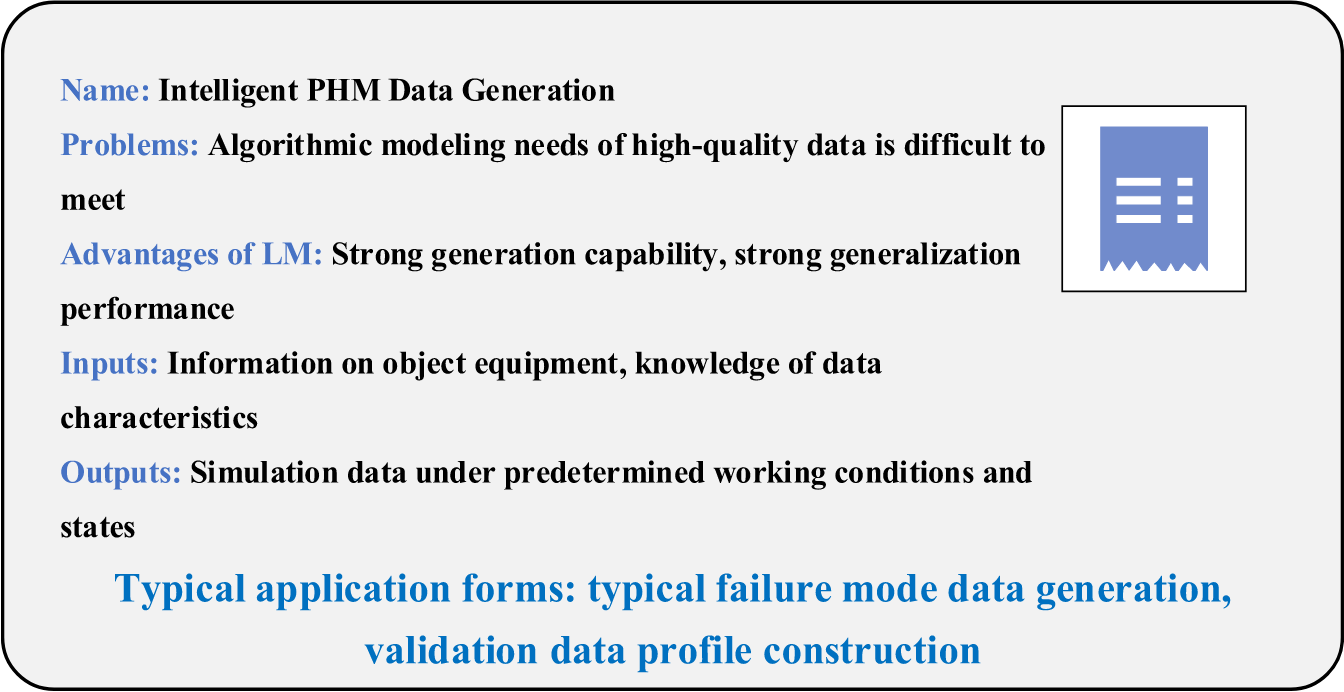 Name: Intelligent PHM Data Generation
Problems: Algorithmic modeling needs of high-quality data is difficult to
meet
Advantages of LM: Strong generation capability, strong generalization
performance
Inputs: Information on object equipment, knowledge of data
characteristics
Outputs: Simulation data under predetermined working conditions and
states
Typical application forms: typical failure mode data generation,
validation data profile construction